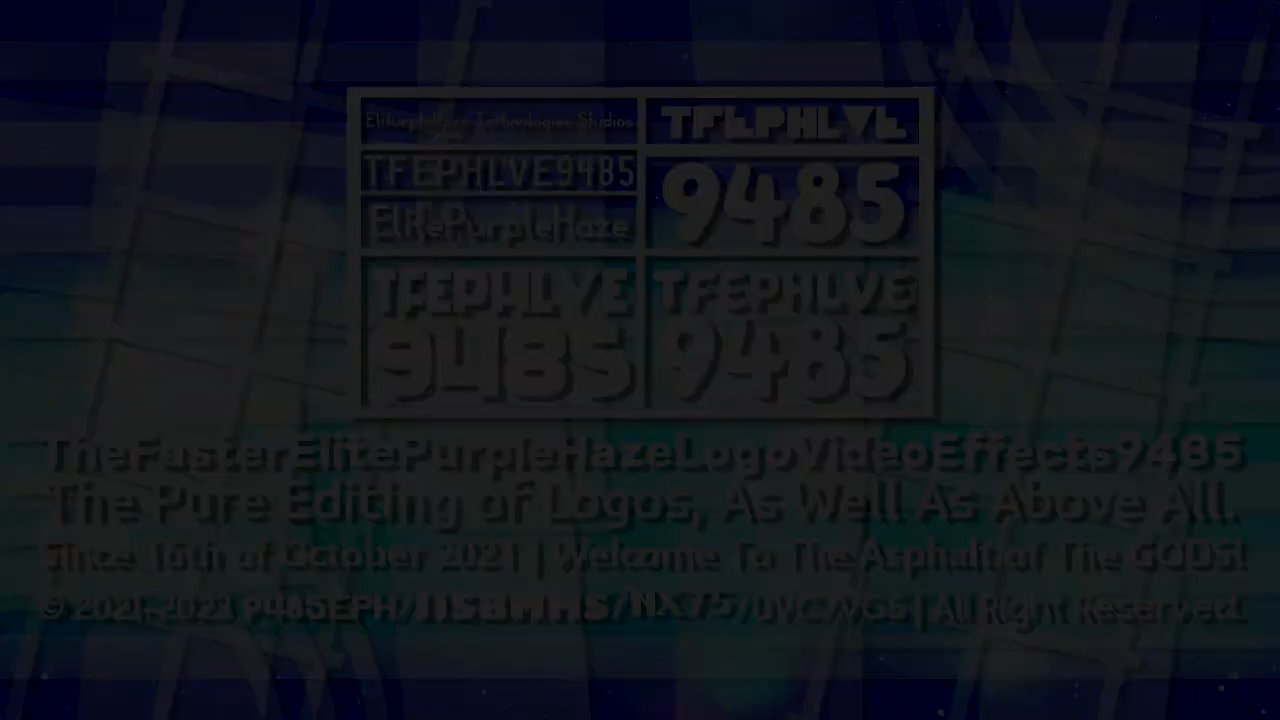 Technologies Studios
TFEPHLVE
TFEPHLVE9485
9485
ElitePurpleHaze
TFEPHLVE
9485
TFEPHLVE
9485
TheFasterElitePurpleHazeLogoVideoEffects9485
The Pure Editing of Logos, As Well As Above All.
Since 16th of October 2021 | Welcome To The Asphalt of The GODS!
© 2021-2023 9485EPH/ /NX75/ | All Right Reserved.